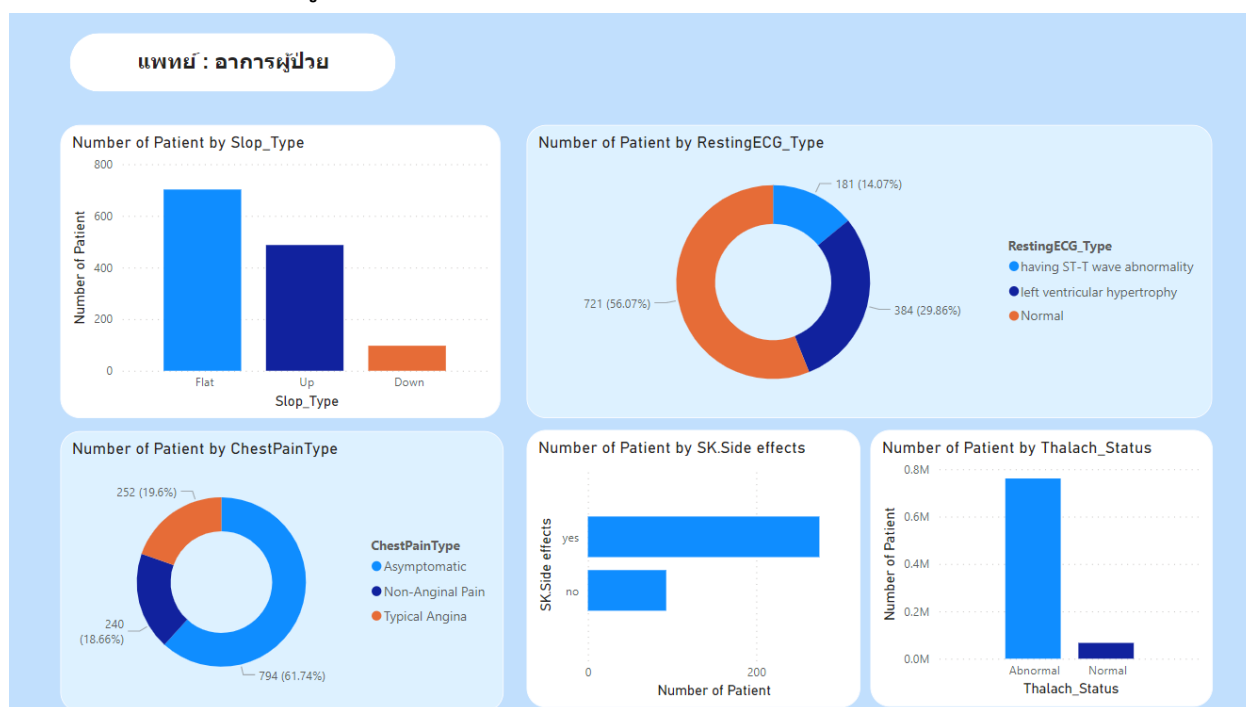 แพทย์ : อาการผู้ป่วย
Number of Patient by Slop_Type
800
600
400
200
0
Number of Patient
Flat
Up
Down
Slop_Type
Number of Patient by RestingECG_Type
181 (14.07%)
721 (56.07%)
384 (29.86%)
RestingECG_Type
having ST-T wave abnormality
left ventricular hypertrophy
Normal
Number of Patient by ChestPainType
252 (19.6%)
240
(18.66%)
794 (61.74%)
ChestPainType
Asymptomatic
Non-Anginal Pain
Typical Angina
Number of Patient by SK.Side effects
SK.Side effects
yes
no
0
200
Number of Patient
Number of Patient by Thalach_Status
0.8M
0.6M
0.4M
0.2M
0.0M
Number of Patient
Abnormal
Normal
Thalach_Status